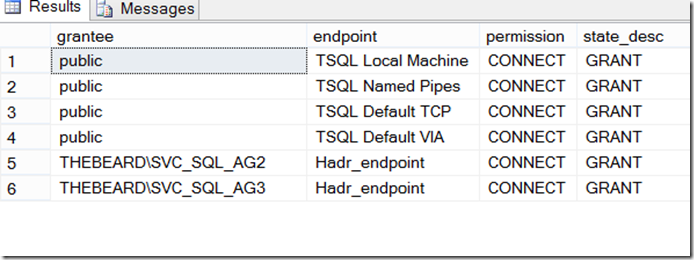 Results Messages
grantee endpoint permission state_desc
1 public TSQL Local Machine CONNECT GRANT
2 public TSQL Named Pipes CONNECT GRANT
3 public TSQL Default TCP CONNECT GRANT
4 public TSQL Default VIA CONNECT GRANT
5 THEBEARD\SVC_SQL_AG2 Hadr_endpoint CONNECT GRANT
6 THEBEARD\SVC_SQL_AG3 Hadr_endpoint CONNECT GRANT